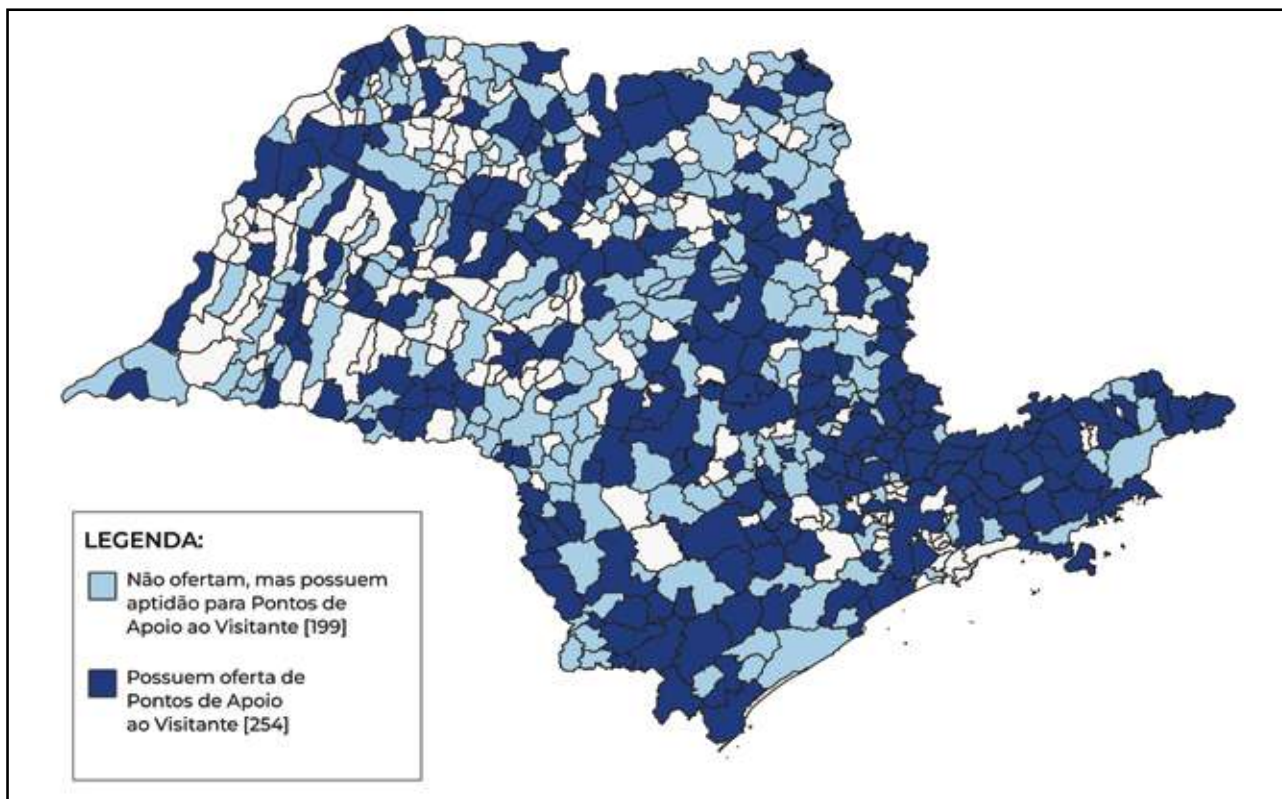 LEGENDA:
Não ofertam, mas possuem
aptidão para Pontos de
Apoio ao Visitante [199]
Possuem oferta de
Pontos de Apoio
ao Visitante [254]